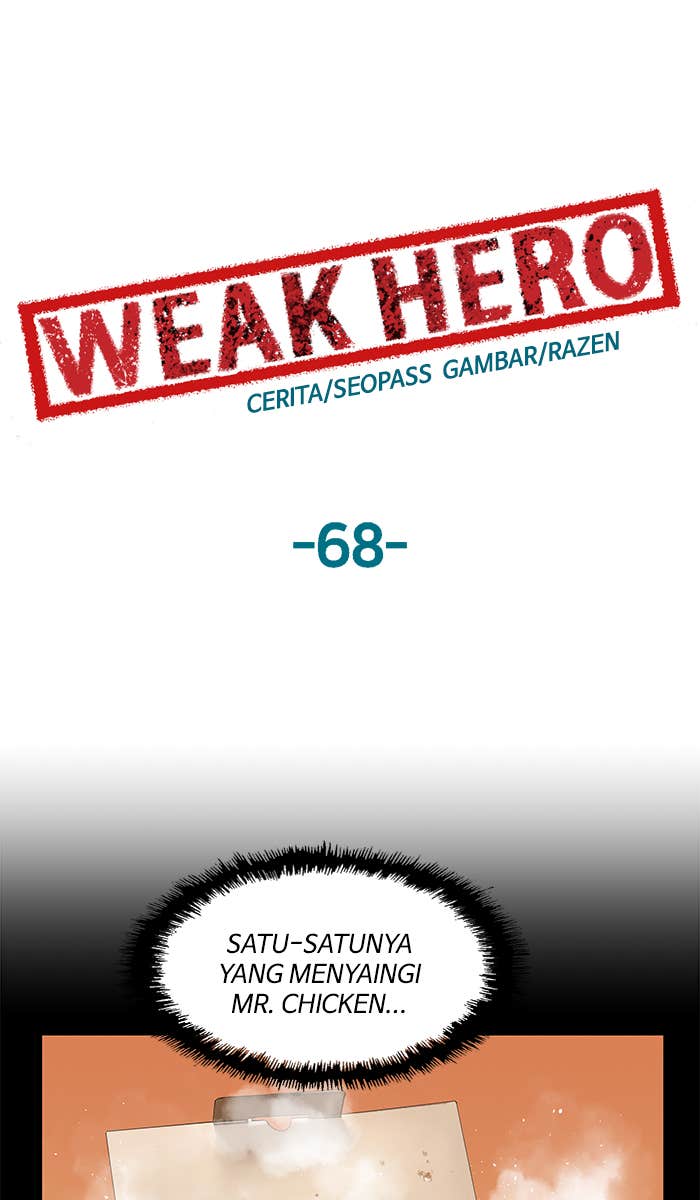 WEAK HERO
CERITA/SEOPASS GAMBAR/RAZEN
-68-
SATU-SATUNYA
YANG MENYAINGI
MR. CHICKEN...